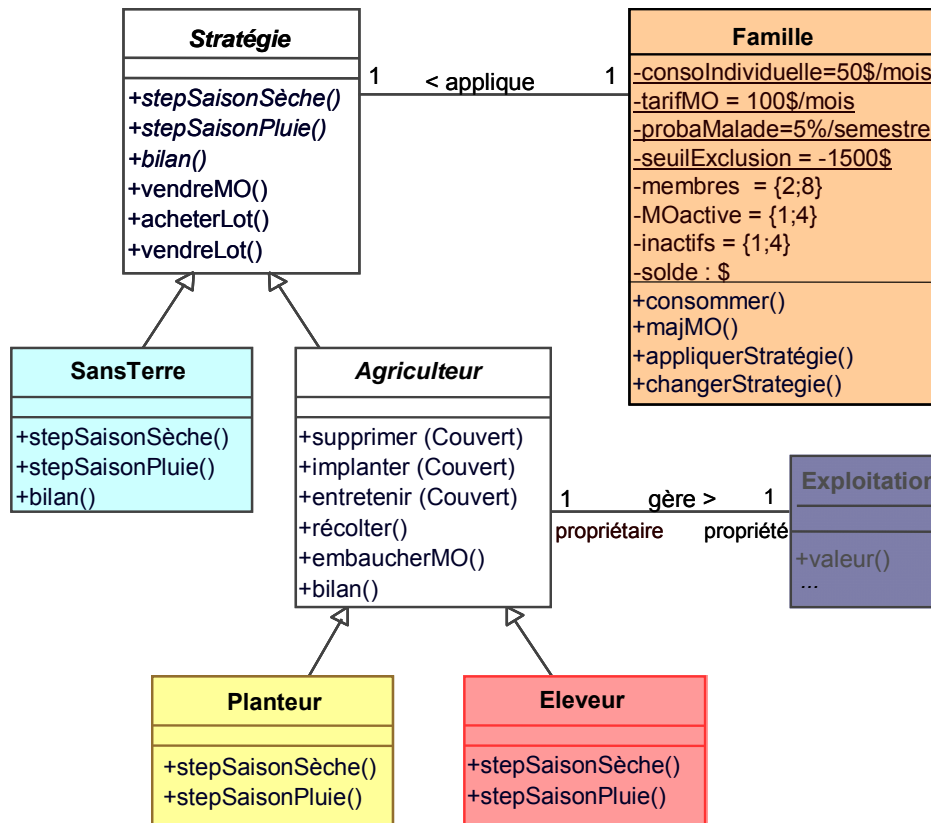 Stratégie
+stepSaisonSèche()
+stepSaisonPluie()
+bilan()
+vendreMO()
+acheterLot()
+vendreLot()
1
< applique
1
Famille
-consoIndividuelle=50$/mois
-tarifMO = 100$/mois
-probaMalade=5%/semestre
-seuilExclusion = -1500$
-membres = {2;8}
-MOactive = {1;4}
-inactifs = {1;4}
-solde : $
+consommer()
+majMO()
+appliquerStratégie()
+changerStrategie()
SansTerre
+stepSaisonSèche()
+stepSaisonPluie()
+bilan()
Agriculteur
+supprimer (Couvert)
+implanter (Couvert)
+entretenir (Couvert)
+récolter()
+embaucherMO()
+bilan()
1
gère >
1
propriétaire
propriété
Exploitation
+valeur()
...
Planteur
+stepSaisonSèche()
+stepSaisonPluie()
Eleveur
+stepSaisonSèche()
+stepSaisonPluie()